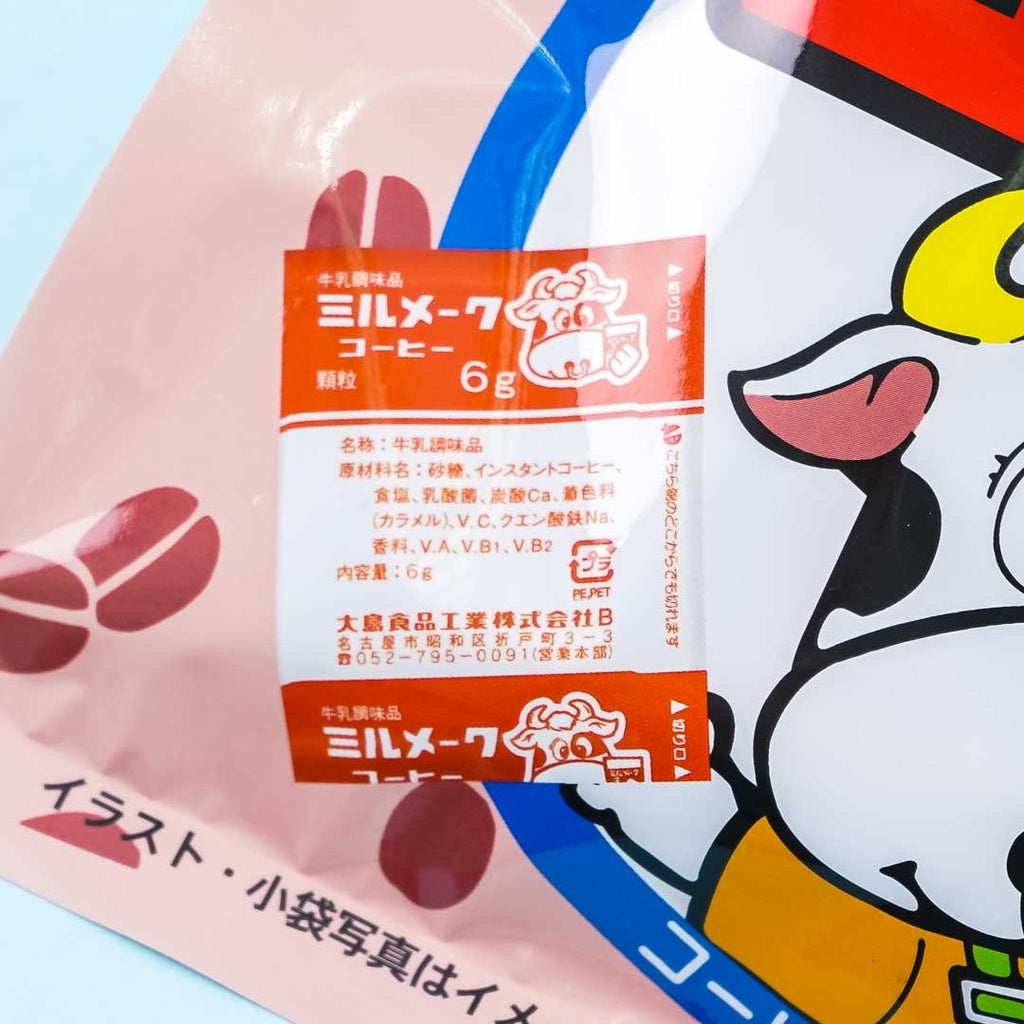 牛乳調味品
ミルメーク
コーヒー
顆粒 6g
◀切り口▶
名称：牛乳調味品
原材料名：砂糖、インスタントコーヒー、
食塩、乳酸菌、炭酸Ca、着色料
(カラメル)、V.C、クエン酸鉄Na、
香料、V.A、V.B1、V.B2
内容量：6g
プラ
PE,PET
こちら側のどこからでも切れます
大島食品工業株式会社B
名古屋市昭和区折戸町3-3
☎052-795-0091(営業本部)
牛乳調味品
ミルメーク
コーヒー
◀切り口▶
イラスト・小袋写真はイメ
コー